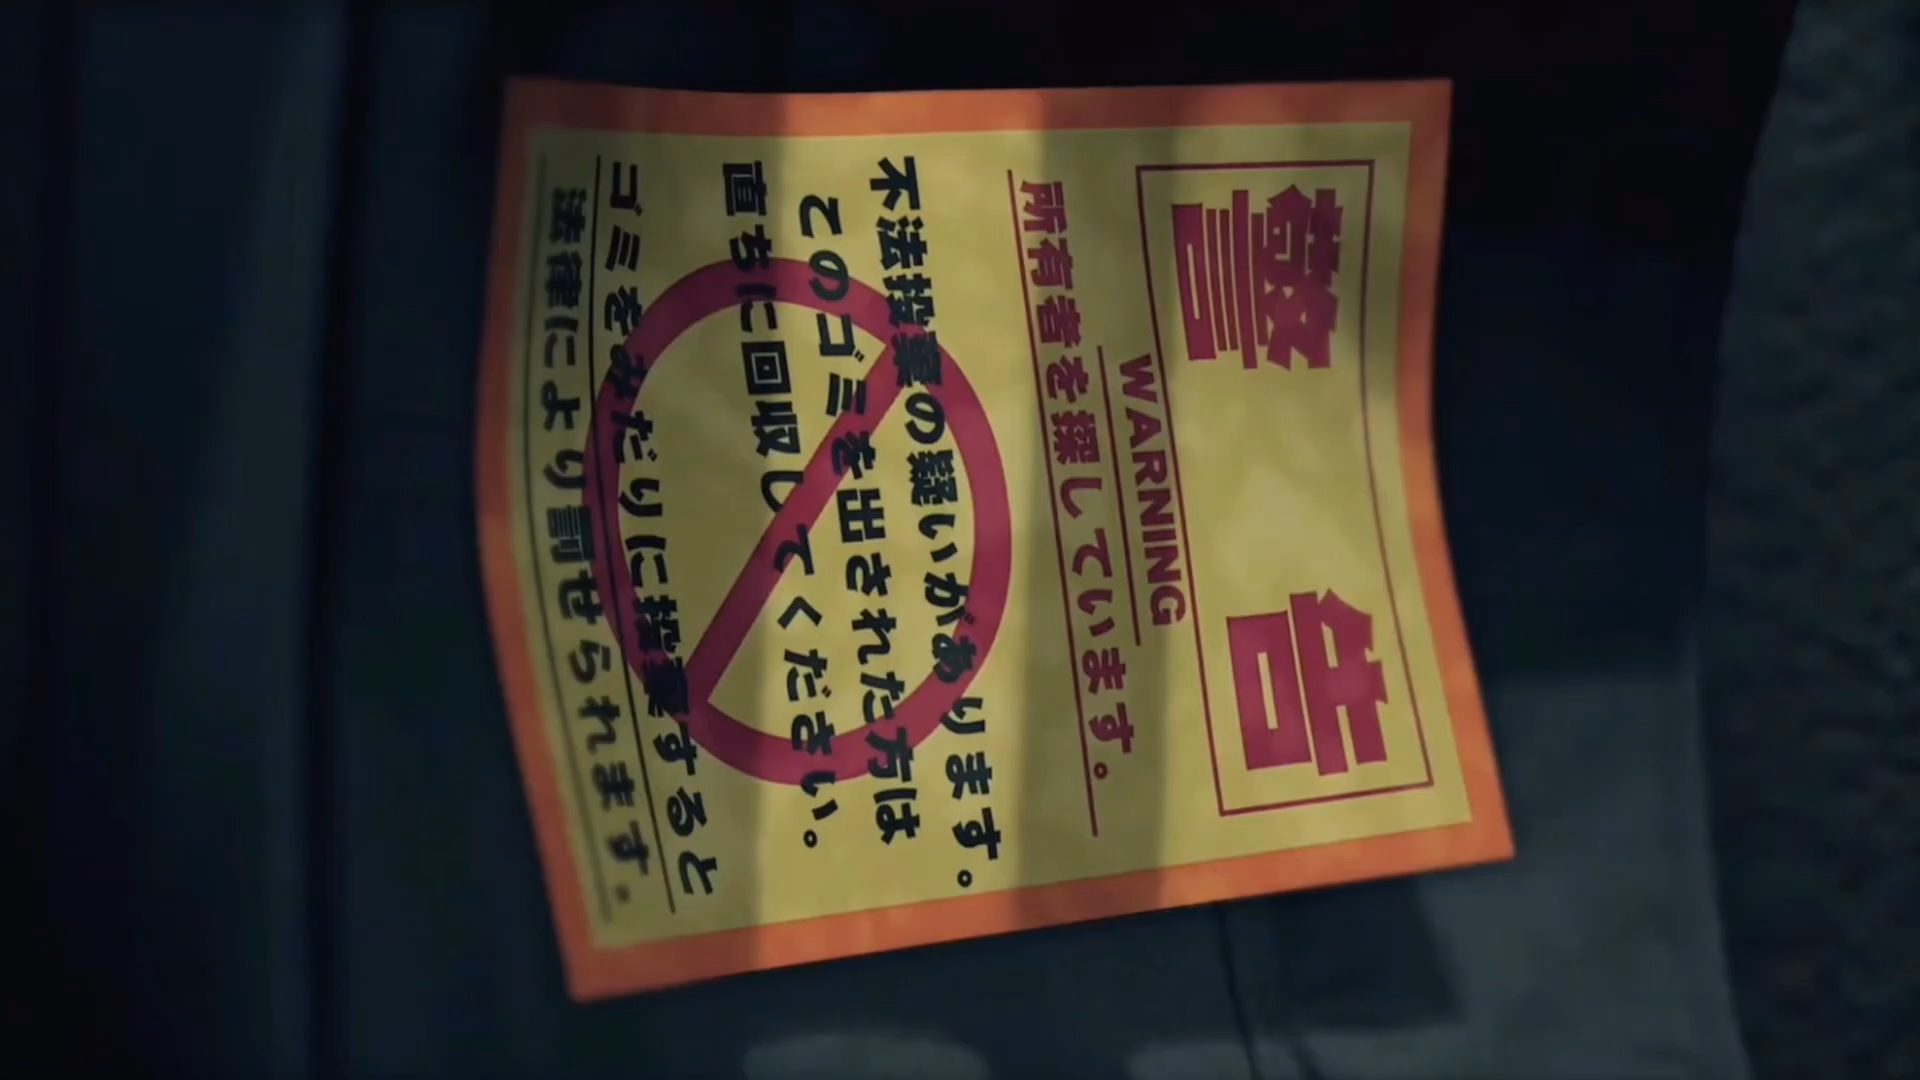 警告
WARNING
所有者を探しています。
不法投棄の疑いがあります。
このゴミを出された方は
直ちに回収してください。
ゴミをみだりに投棄すると
法律により罰せられます。